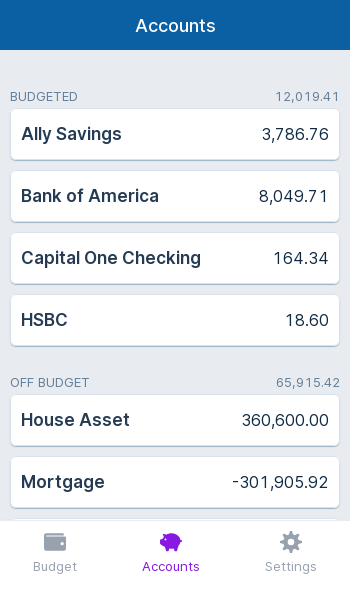 Accounts
BUDGETED 12,019.41
Ally Savings 3,786.76
Bank of America 8,049.71
Capital One Checking 164.34
HSBC 18.60
OFF BUDGET 65,915.42
House Asset 360,600.00
Mortgage -301,905.92
Budget Accounts Settings